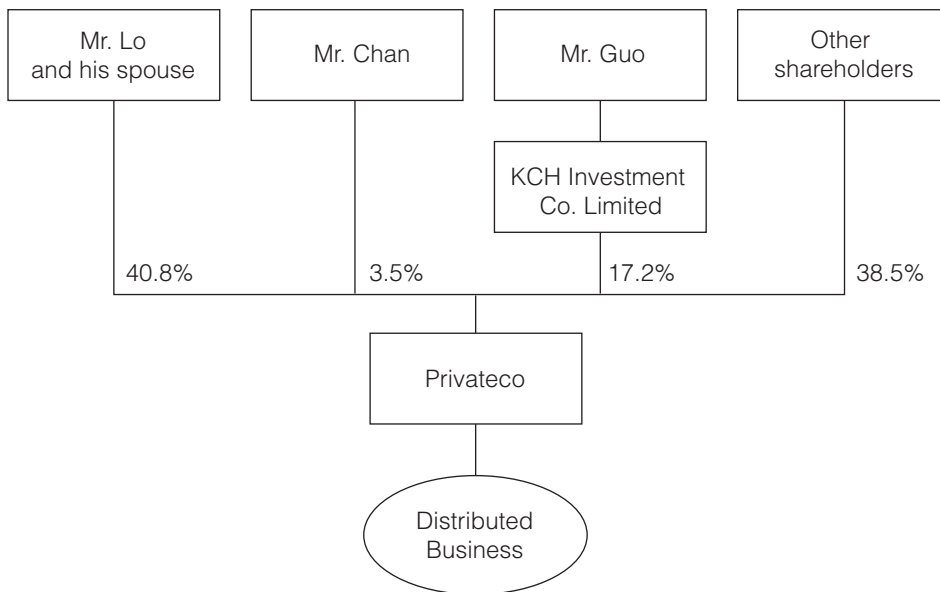 Mr. Lo
and his spouse
Mr. Chan
Mr. Guo
Other
shareholders
KCH Investment
Co. Limited
40.8%
3.5%
17.2%
38.5%
Privateco
Distributed
Business